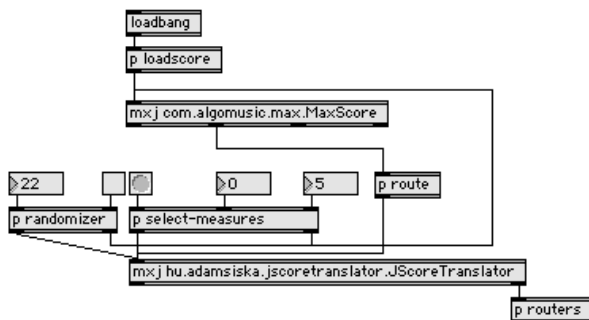 loadbang
p loadscore
mxj com.algomusic.max.MaxScore
22
0
5
p route
p randomizer
p select-measures
mxj hu.adamsiska.jscoretranslator.JScoreTranslator
p routers